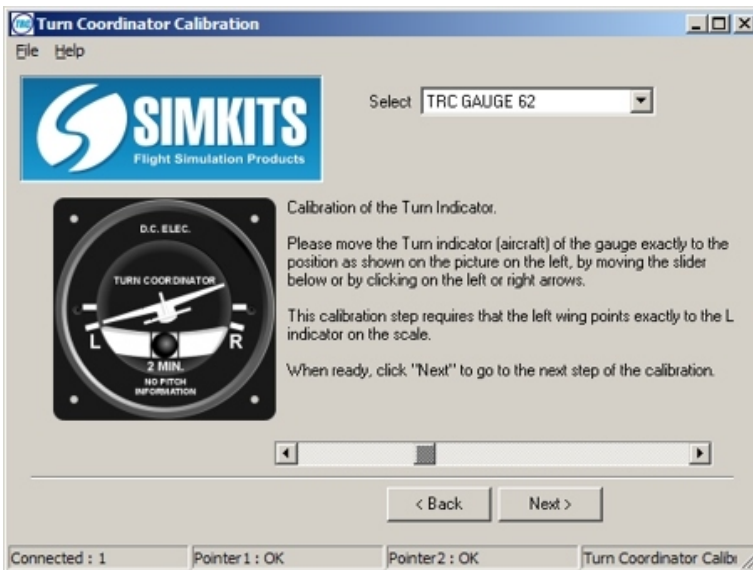 Turn Coordinator Calibration
File Help
SIMKITS
Flight Simulation Products
Select TRC GAUGE 62
D.C. ELEC.
TURN COORDINATOR
L R
2 MIN.
NO PITCH
INFORMATION
Calibration of the Turn Indicator.
Please move the Turn indicator (aircraft) of the gauge exactly to the
position as shown on the picture on the left, by moving the slider
below or by clicking on the left or right arrows.
This calibration step requires that the left wing points exactly to the L
indicator on the scale.
When ready, click "Next" to go to the next step of the calibration.
< Back Next >
Connected : 1 Pointer1 : OK Pointer2 : OK Turn Coordinator Calib